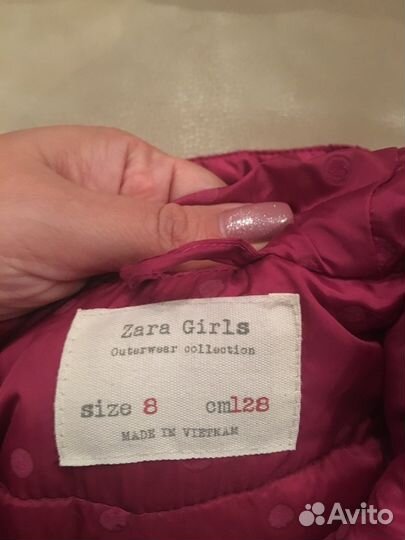 Zara Girls
Outerwear collection
size 8 cm128
MADE IN VIETNAM
Avito